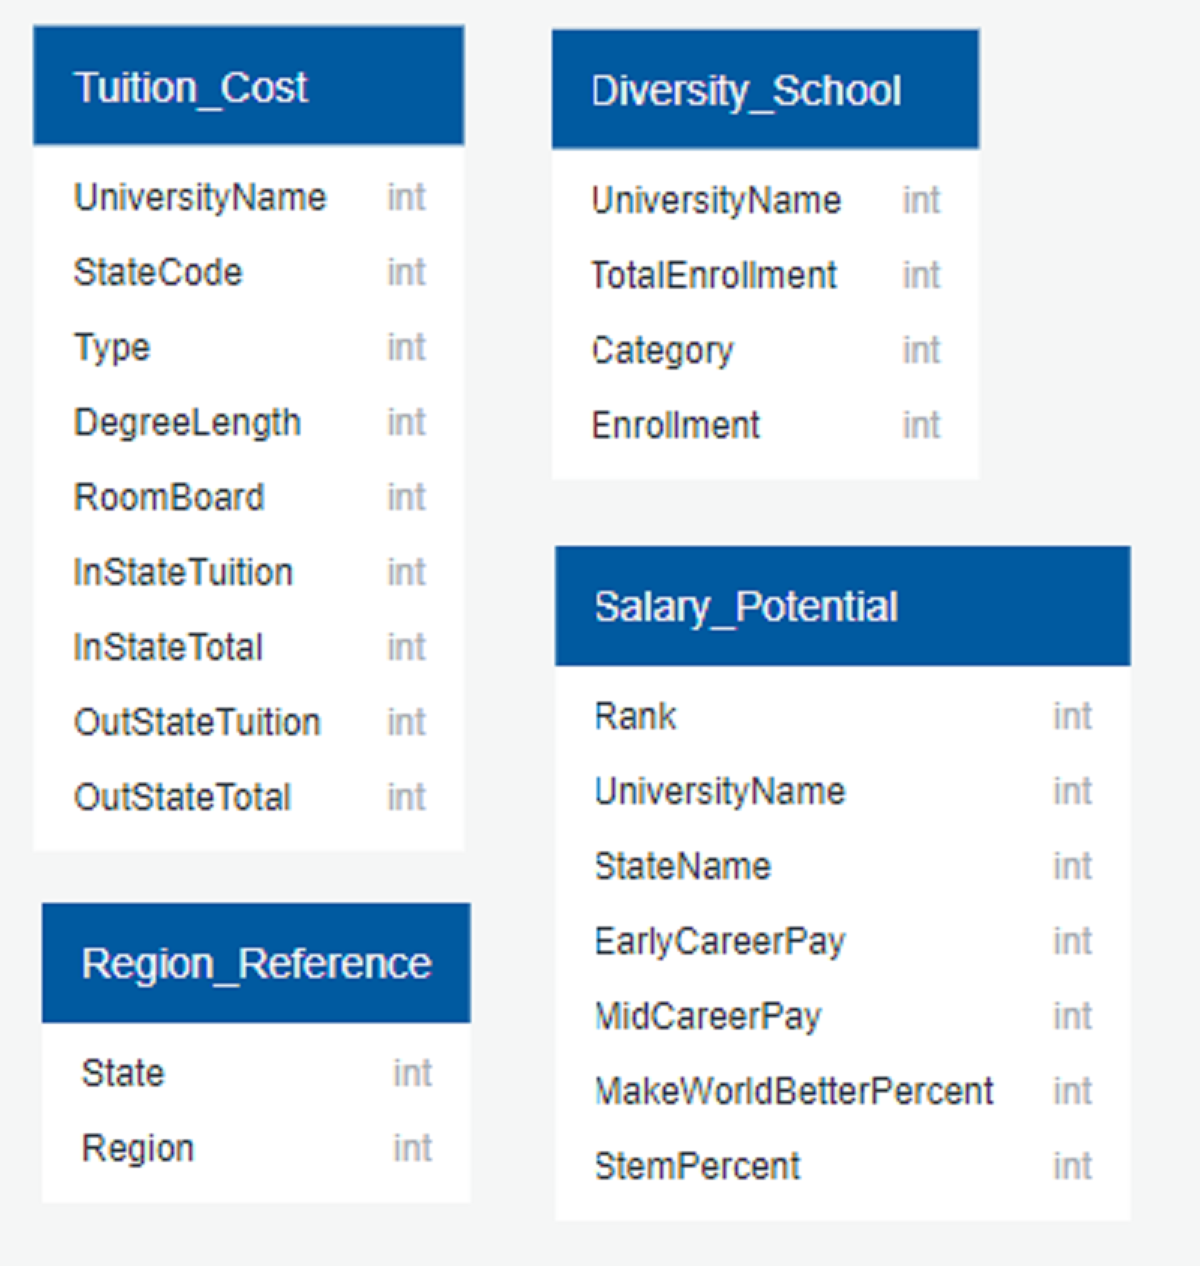 Tuition_Cost
UniversityName int
StateCode int
Type int
DegreeLength int
RoomBoard int
InStateTuition int
InStateTotal int
OutStateTuition int
OutStateTotal int
Diversity_School
UniversityName int
TotalEnrollment int
Category int
Enrollment int
Region_Reference
State int
Region int
Salary_Potential
Rank int
UniversityName int
StateName int
EarlyCareerPay int
MidCareerPay int
MakeWorldBetterPercent int
StemPercent int